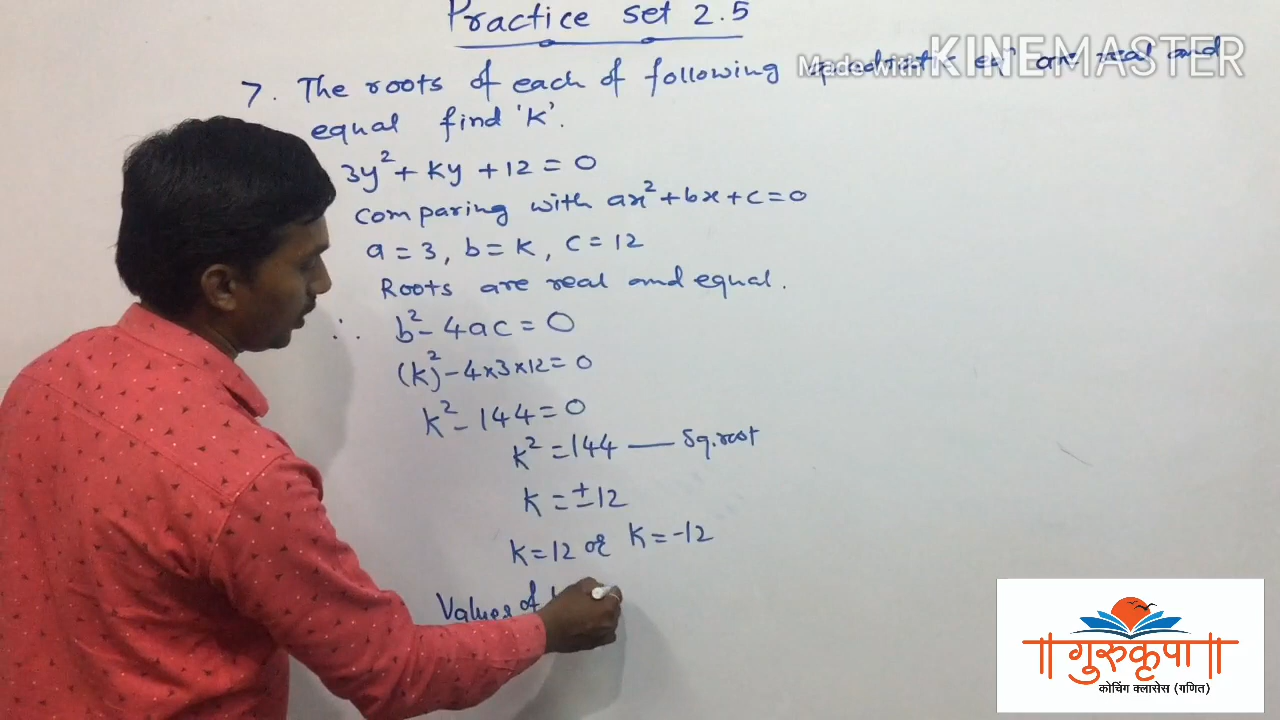 Practice set 2.5
Made with KINEMASTER
7. The roots of each of following quadratic eqⁿ are real and
equal find 'K'.
3y² + Ky + 12 = 0
comparing with ax² + bx + c = 0
a = 3, b = K, c = 12
Roots are real and equal.
∴ b² - 4ac = 0
(K)² - 4×3×12 = 0
K² - 144 = 0
K² = 144 — Sq.root
K = ±12
K = 12 or K = -12
Values of
॥ गुरुकृपा ॥
कोचिंग क्लासेस (गणित)